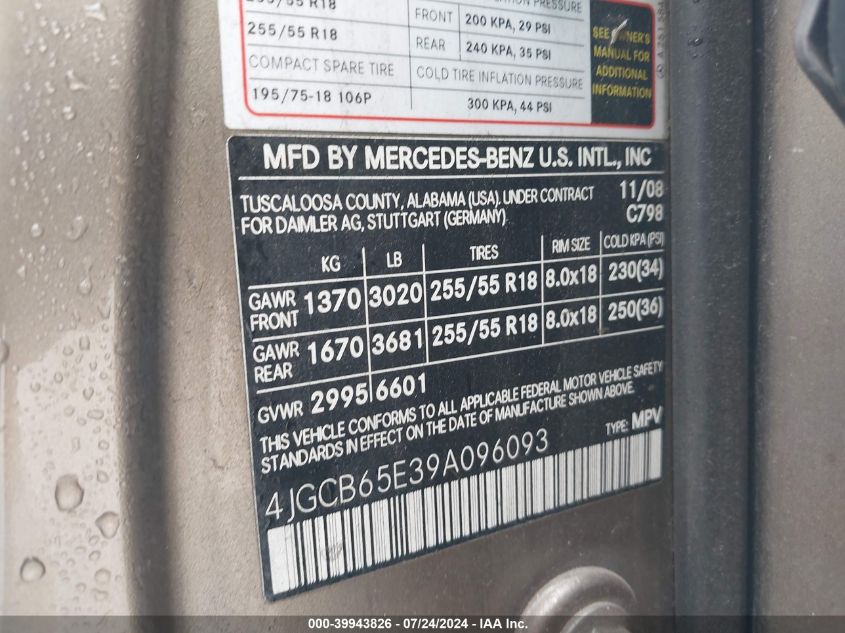 255/55 R18
PRESSURE
FRONT 200 KPA, 29 PSI
255/55 R18
REAR 240 KPA, 35 PSI
SEE OWNER'S
MANUAL FOR
ADDITIONAL
INFORMATION
COMPACT SPARE TIRE
COLD TIRE INFLATION PRESSURE
195/75-18 106P
300 KPA, 44 PSI
MFD BY MERCEDES-BENZ U.S. INTL., INC
TUSCALOOSA COUNTY, ALABAMA (USA). UNDER CONTRACT 11/08
FOR DAIMLER AG, STUTTGART (GERMANY) C798
KG LB TIRES RIM SIZE COLD KPA (PSI)
GAWR FRONT 1370 3020 255/55 R18 8.0x18 230(34)
GAWR REAR 1670 3681 255/55 R18 8.0x18 250(36)
GVWR 2995 6601
THIS VEHICLE CONFORMS TO ALL APPLICABLE FEDERAL MOTOR VEHICLE SAFETY
STANDARDS IN EFFECT ON THE DATE OF MANUFACTURE SHOWN ABOVE.
TYPE: MPV
4JGCB65E39A096093
000-39943826 / 07/24/2024 - IAA Inc.